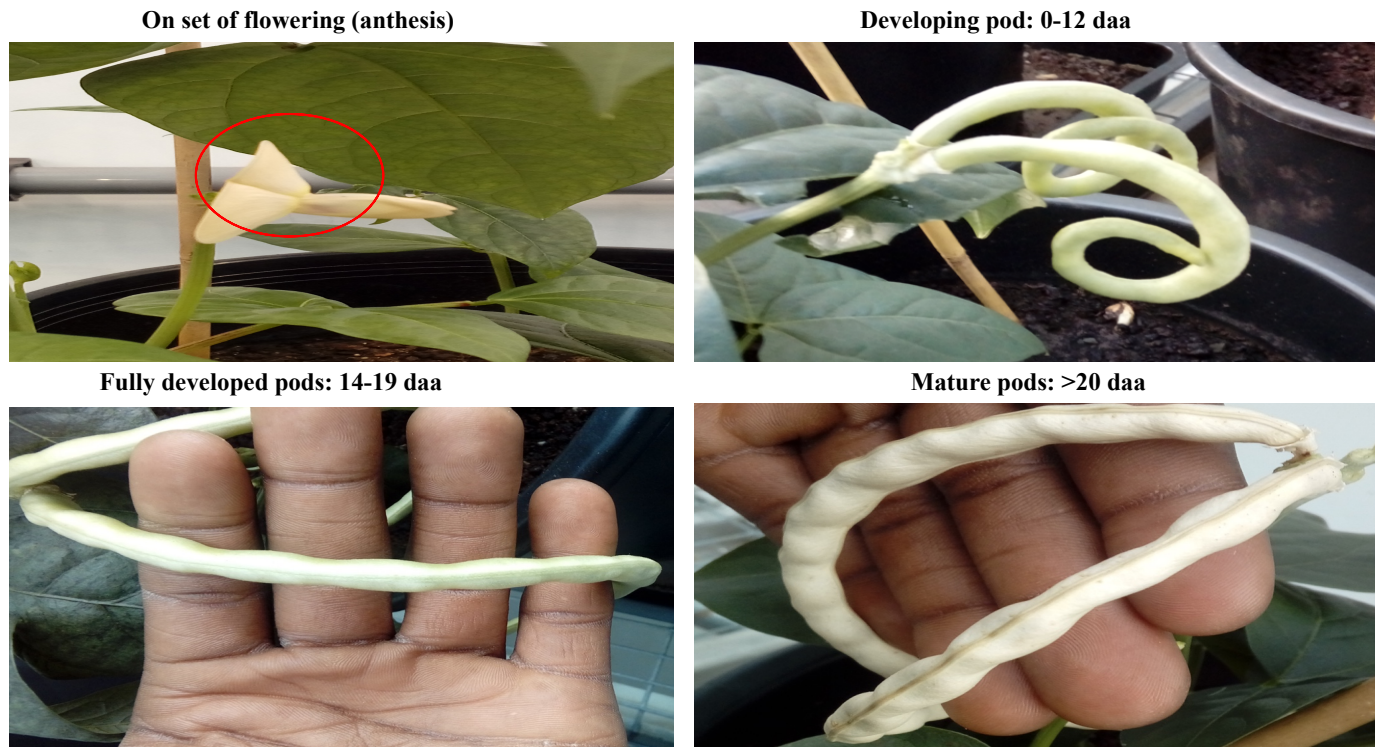 On set of flowering (anthesis)
Developing pod: 0-12 daa
Fully developed pods: 14-19 daa
Mature pods: >20 daa